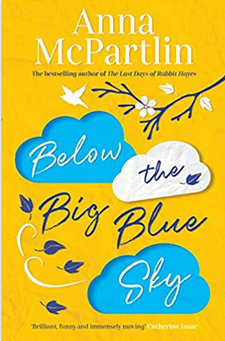 Anna
McPartlin
The bestselling author of The Last Days of Rabbit Hayes
Below
the
Big
Blue
Sky
'Brilliant, funny and immensely moving' Catherine Isaac